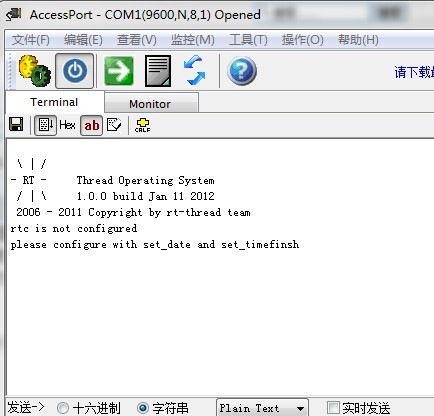 AccessPort - COM1(9600,N,8,1) Opened
文件(F) 编辑(E) 查看(V) 监控(M) 工具(T) 操作(O) 帮助(H)
请下载最
Terminal Monitor
Hex ab CRLF
\ | /
- RT - Thread Operating System
/ | \ 1.0.0 build Jan 11 2012
2006 - 2011 Copyright by rt-thread team
rtc is not configured
please configure with set_date and set_timefinsh
发送-> 十六进制 字符串 Plain Text 实时发送